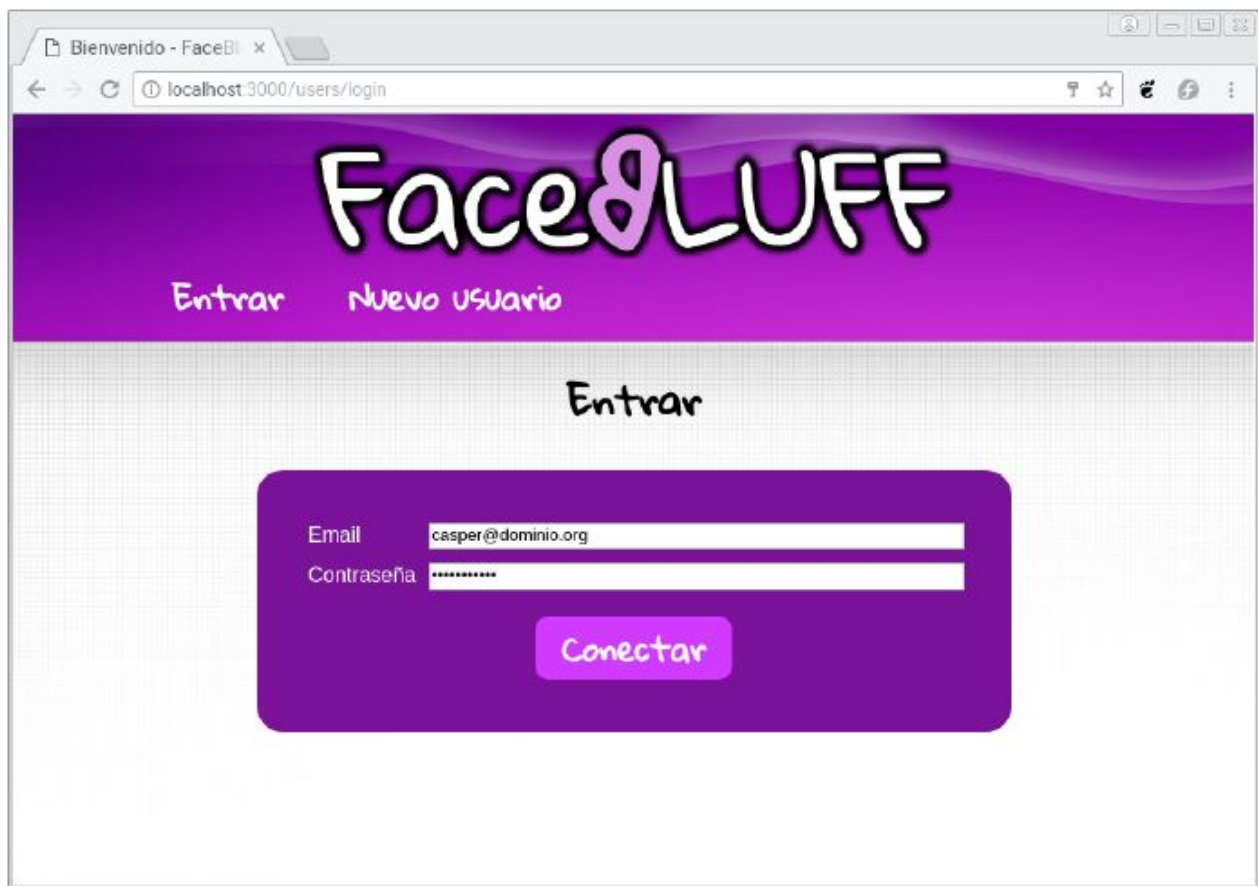 Bienvenido - FaceBl
localhost:3000/users/login
FaceBLUFF
Entrar
Nuevo usuario
Entrar
Email
casper@dominio.org
Contraseña
•••••••••••
Conectar